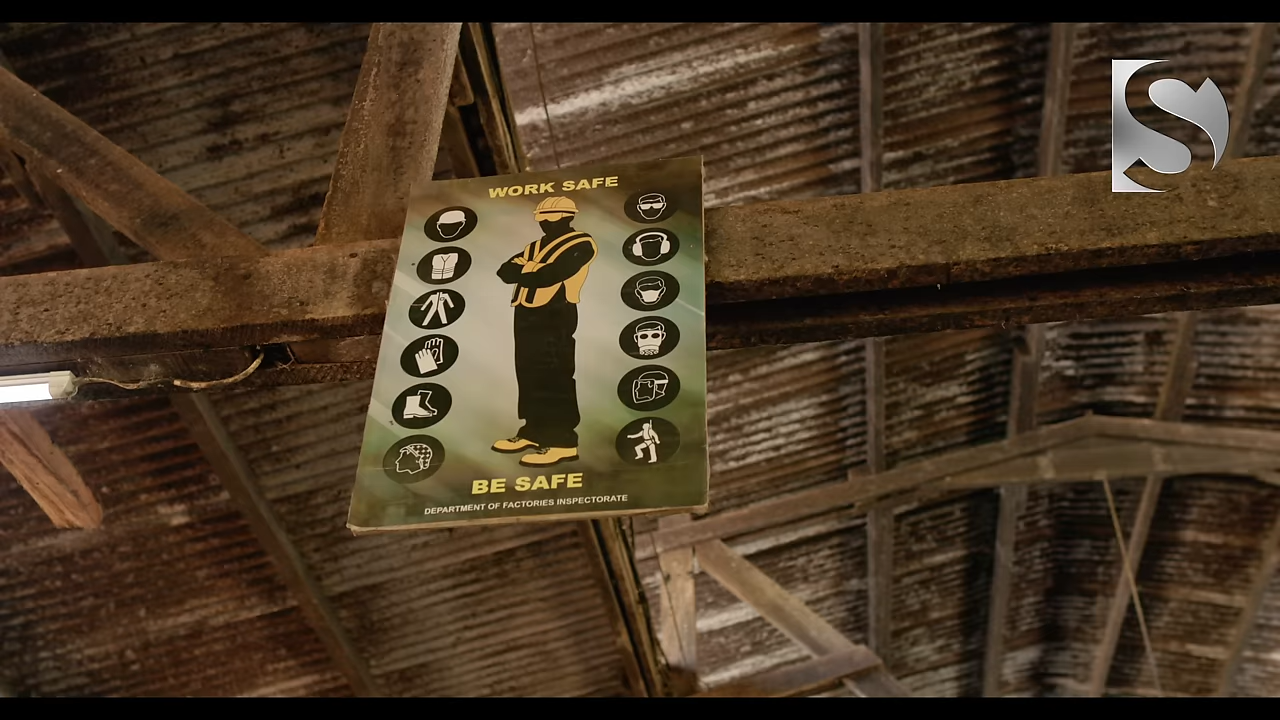 WORK SAFE
BE SAFE
DEPARTMENT OF FACTORIES INSPECTORATE
S